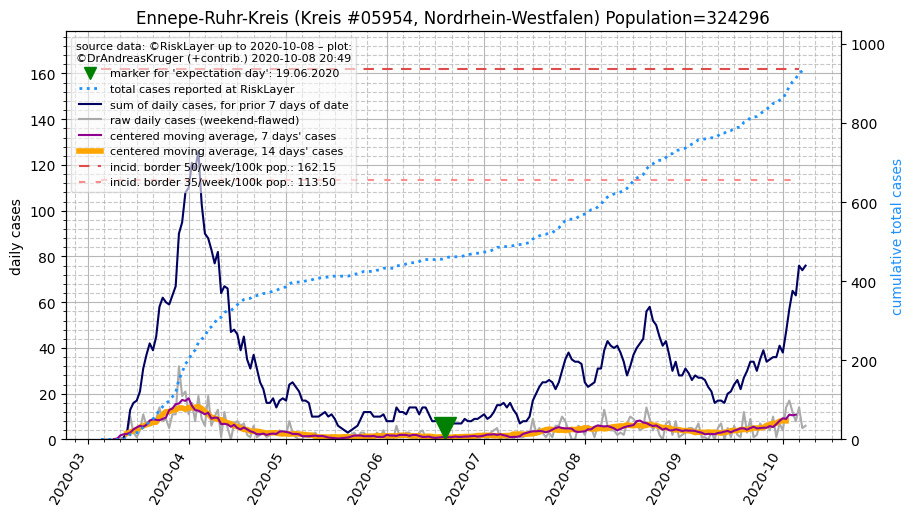 Ennepe-Ruhr-Kreis (Kreis #05954, Nordrhein-Westfalen) Population=324296
source data: ©RiskLayer up to 2020-10-08 – plot:
©DrAndreasKruger (+contrib.) 2020-10-08 20:49
marker for 'expectation day': 19.06.2020
total cases reported at RiskLayer
sum of daily cases, for prior 7 days of date
raw daily cases (weekend-flawed)
centered moving average, 7 days' cases
centered moving average, 14 days' cases
incid. border 50/week/100k pop.: 162.15
incid. border 35/week/100k pop.: 113.50
daily cases
160
140
120
100
80
60
40
20
0
cumulative total cases
1000
800
600
400
200
0
2020-03
2020-04
2020-05
2020-06
2020-07
2020-08
2020-09
2020-10